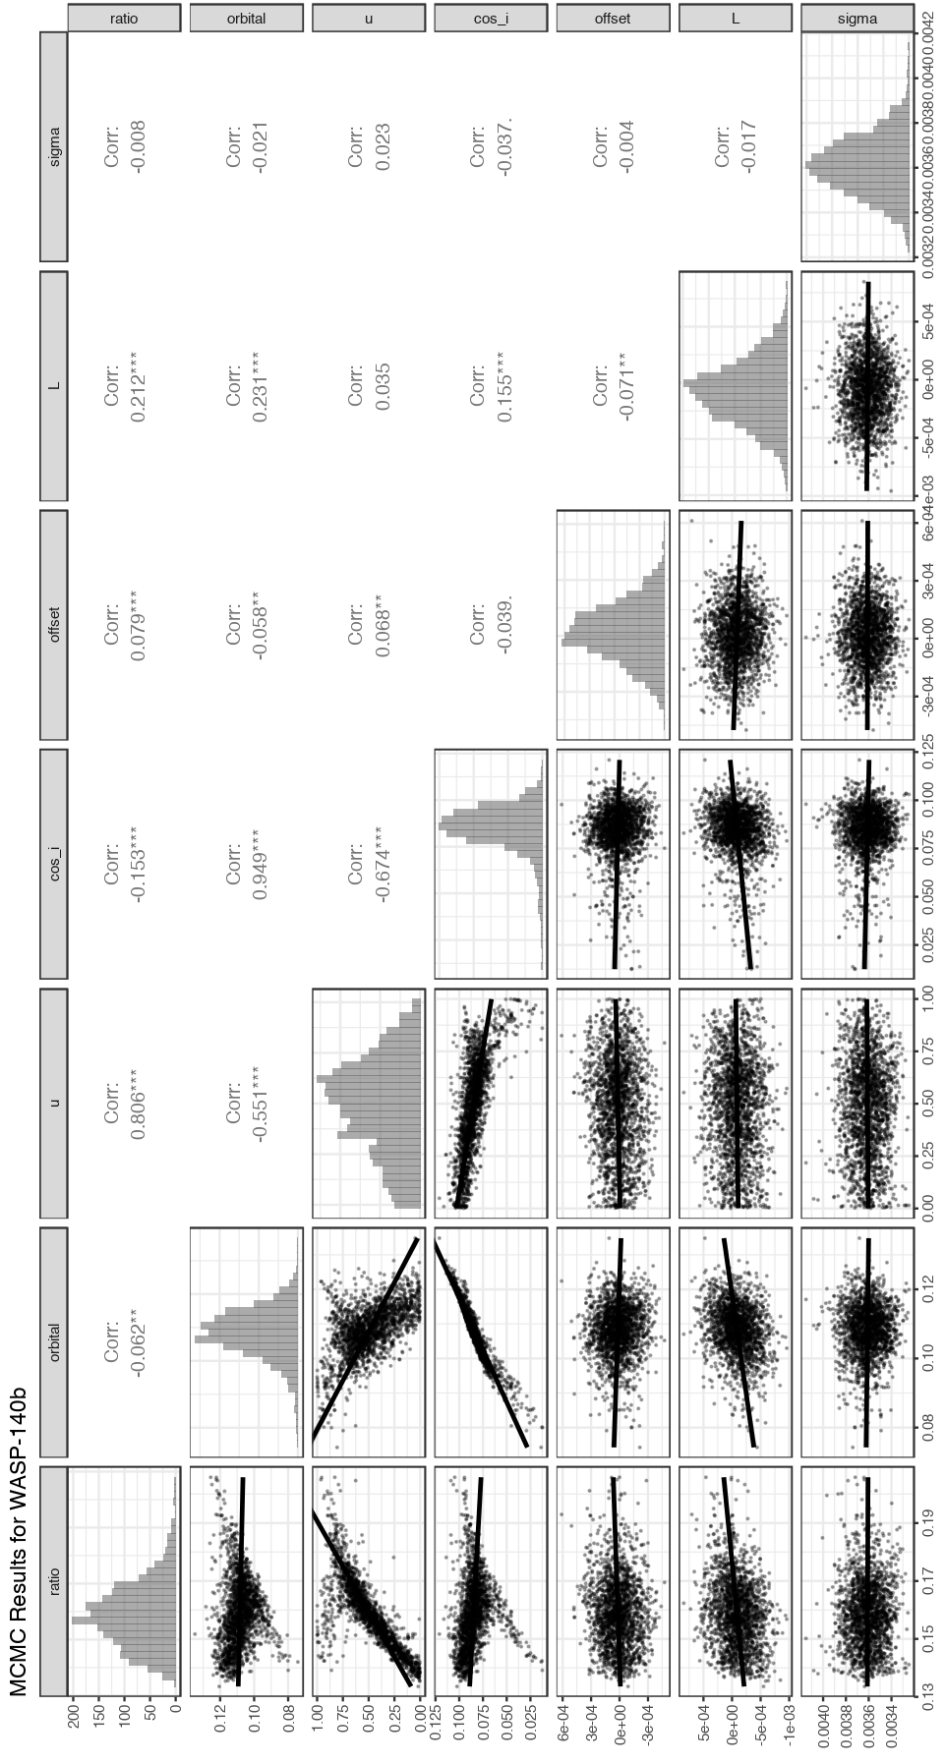 MCMC Results for WASP-140b
ratio
orbital
u
cos_i
offset
L
sigma
200
150
100
50
0
Corr:
-0.062**
Corr:
0.806***
Corr:
-0.153***
Corr:
0.079***
Corr:
0.212***
Corr:
-0.008
ratio
0.12
0.10
0.08
Corr:
-0.551***
Corr:
0.949***
Corr:
-0.058**
Corr:
0.231***
Corr:
-0.021
orbital
1.00
0.75
0.50
0.25
0.00
Corr:
-0.674***
Corr:
0.068**
Corr:
0.035
Corr:
0.023
u
0.125
0.100
0.075
0.050
0.025
Corr:
-0.039.
Corr:
0.155***
Corr:
-0.037.
cos_i
6e-04
3e-04
0e+00
-3e-04
Corr:
-0.071**
Corr:
-0.004
offset
5e-04
0e+00
-5e-04
-1e-03
Corr:
-0.017
L
0.0040
0.0038
0.0036
0.0034
sigma
0.13 0.15 0.17 0.19
0.08 0.10 0.12
0.00 0.25 0.50 0.75 1.00
0.025 0.050 0.075 0.100 0.125
-3e-04 0e+00 3e-04 6e-04
-1e-03 -5e-04 0e+00 5e-04
0.0032 0.0034 0.0036 0.0038 0.0040 0.0042